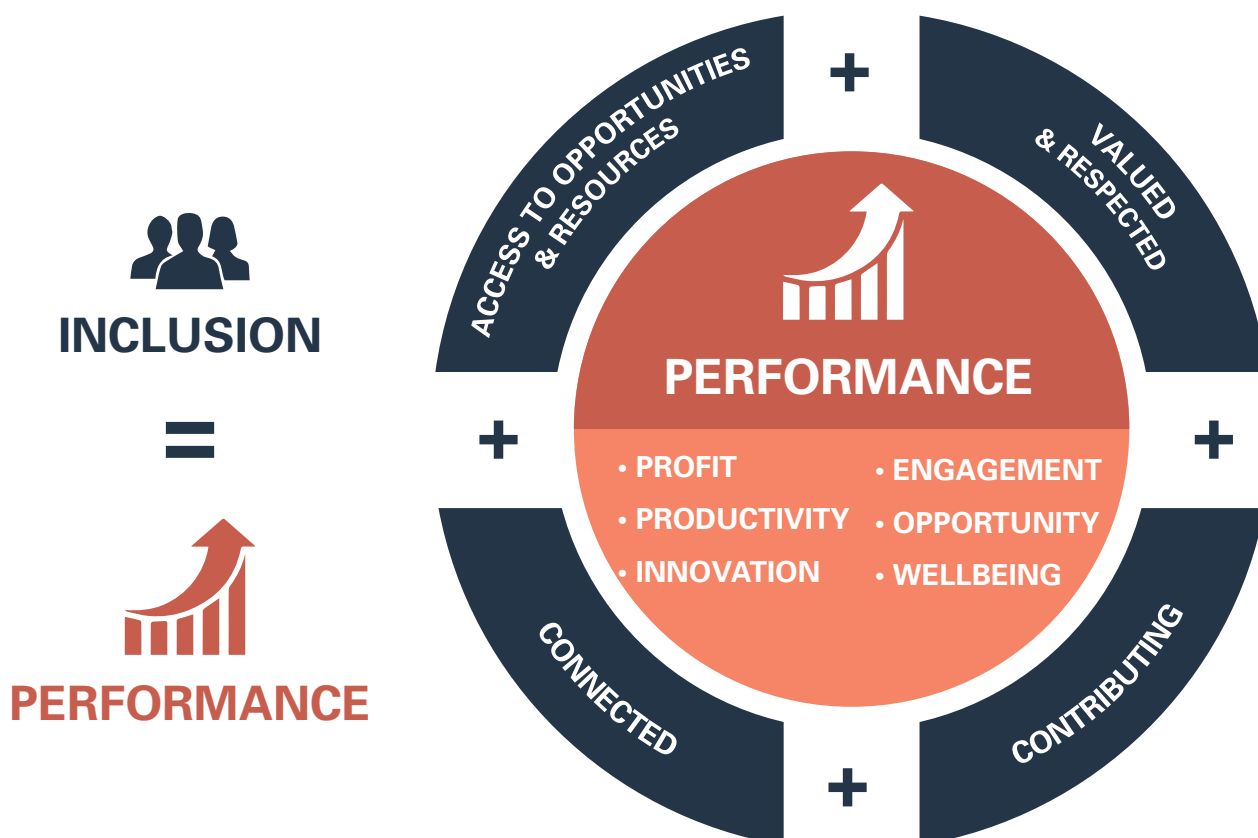 INCLUSION
=
PERFORMANCE
ACCESS TO OPPORTUNITIES
& RESOURCES
+
VALUED
& RESPECTED
+
+
PERFORMANCE
• PROFIT
• PRODUCTIVITY
• INNOVATION
• ENGAGEMENT
• OPPORTUNITY
• WELLBEING
CONNECTED
+
CONTRIBUTING